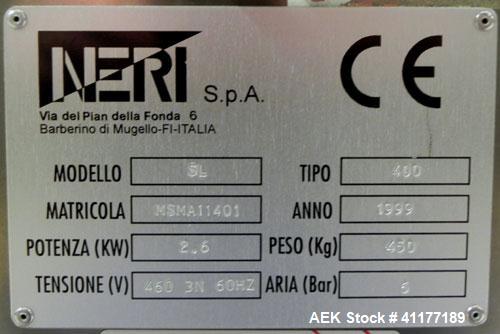 NERI S.p.A.
CE
Via del Pian della Fonda 6
Barberino di Mugello-FI-ITALIA
MODELLO SL TIPO 400
MATRICOLA MSMA11401 ANNO 1999
POTENZA (KW) 2.6 PESO (Kg) 450
TENSIONE (V) 460 3N 60HZ ARIA (Bar) 6
AEK Stock # 41177189